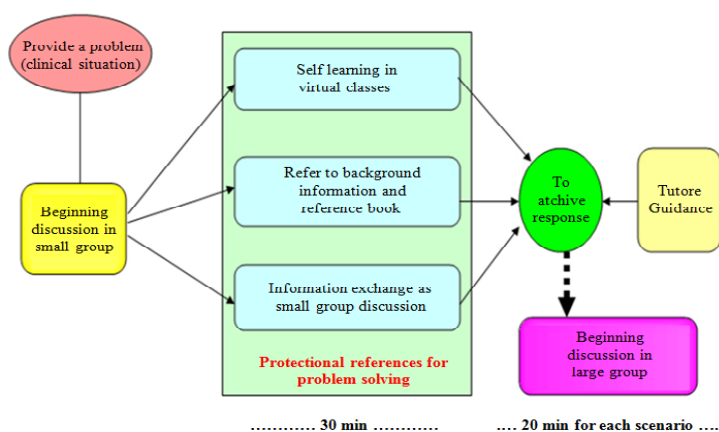 Provide a problem
(clinical situation)
Beginning
discussion in
small group
Self learning in
virtual classes
Refer to background
information and
reference book
Information exchange as
small group discussion
Protectional references for
problem solving
To
atchive
response
Tutore
Guidance
Beginning
discussion in
large group
............ 30 min ............
.... 20 min for each scenario ....